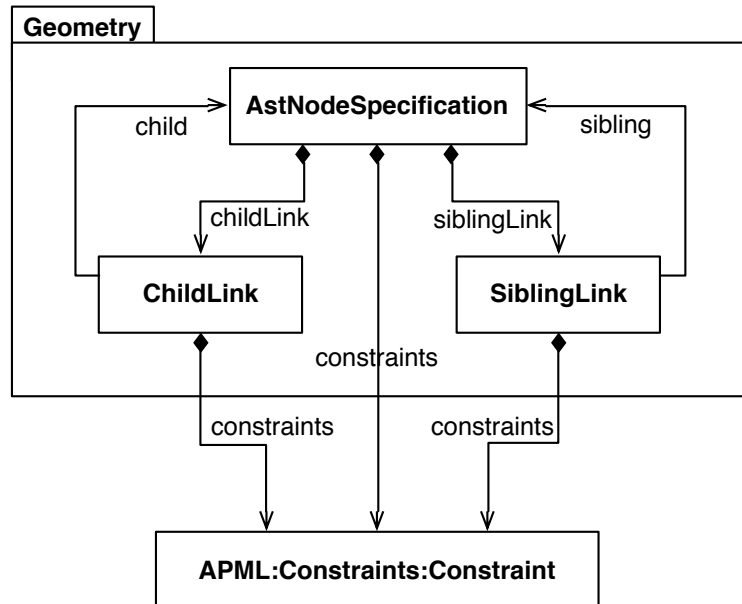 Geometry
AstNodeSpecification
child
sibling
childLink
siblingLink
ChildLink
SiblingLink
constraints
constraints
constraints
APML:Constraints:Constraint